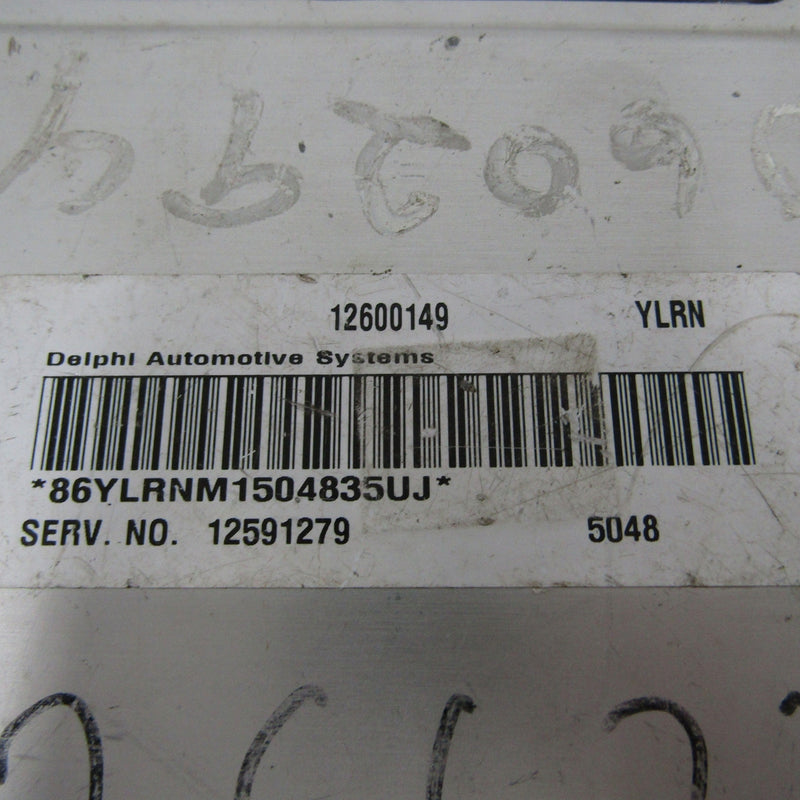 12600149 YLRN
Delphi Automotive Systems
*86YLRNM1504835UJ*
SERV. NO. 12591279 5048